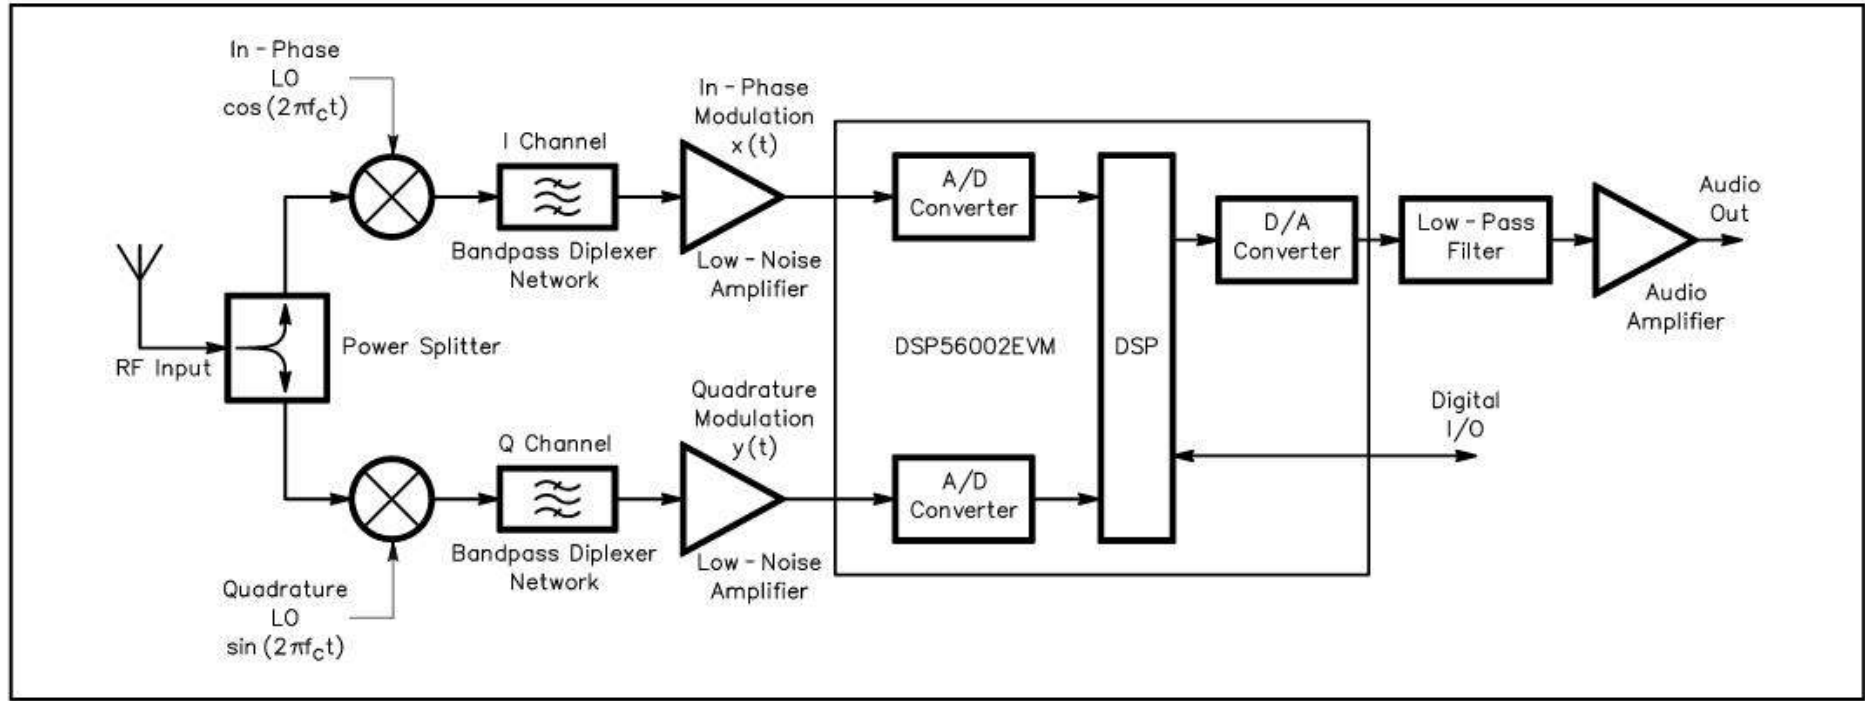 In-Phase
LO
cos(2πf_ct)
I Channel
Bandpass Diplexer
Network
In-Phase
Modulation
x(t)
Low-Noise
Amplifier
A/D
Converter
D/A
Converter
Low-Pass
Filter
Audio
Out
Audio
Amplifier
RF Input
Power Splitter
DSP56002EVM
DSP
Digital
I/O
Quadrature
Modulation
y(t)
Q Channel
Bandpass Diplexer
Network
Low-Noise
Amplifier
A/D
Converter
Quadrature
LO
sin(2πf_ct)